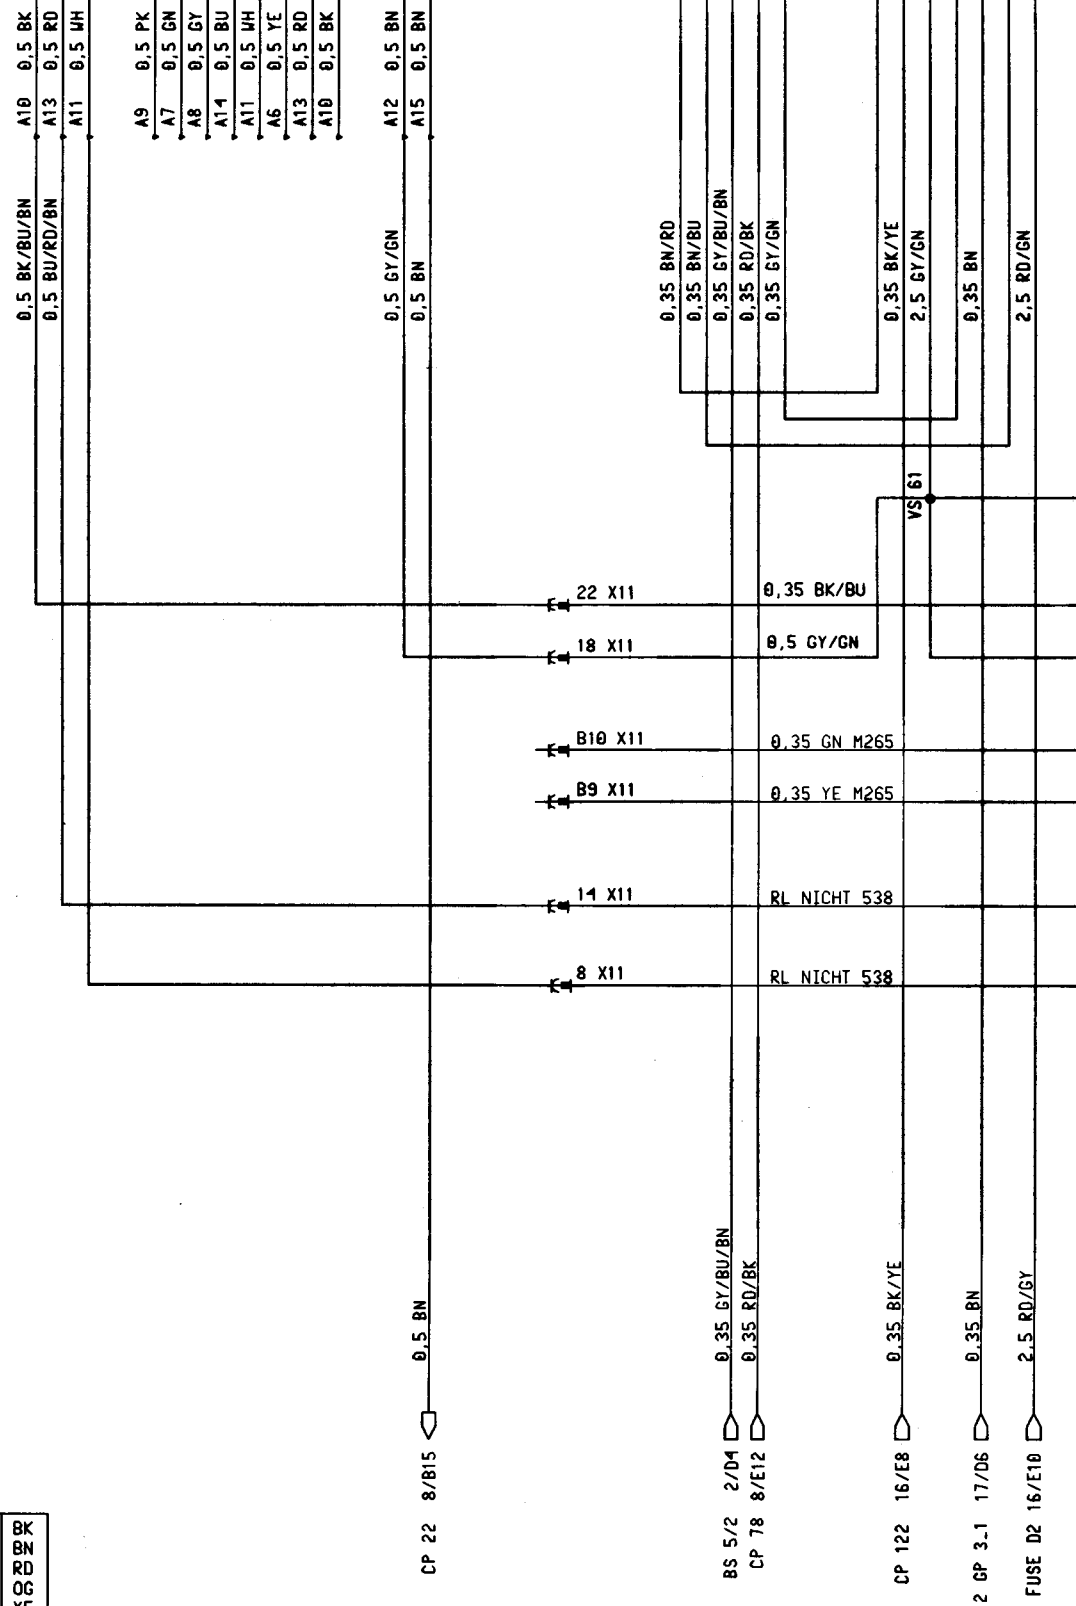 A10 0,5 BK
A13 0,5 RD
A11 0,5 WH
A9 0,5 PK
A7 0,5 GN
A8 0,5 GY
A14 0,5 BU
A11 0,5 WH
A6 0,5 YE
A13 0,5 RD
A10 0,5 BK
A12 0,5 BN
A15 0,5 BN
0,5 BK/BU/BN
0,5 BU/RD/BN
0,5 GY/GN
0,5 BN
0,35 BN/RD
0,35 BN/BU
0,35 GY/BU/BN
0,35 RD/BK
0,35 GY/GN
0,35 BK/YE
2,5 GY/GN
0,35 BN
2,5 RD/GN
VS 61
22 X11 0,35 BK/BU
18 X11 0,5 GY/GN
B10 X11 0,35 GN M265
B9 X11 0,35 YE M265
14 X11 RL NICHT 538
8 X11 RL NICHT 538
0,5 BN
0,35 GY/BU/BN
0,35 RD/BK
0,35 BK/YE
0,35 BN
2,5 RD/GY
CP 22 8/B15
BS 5/2 2/D4
CP 78 8/E12
CP 122 16/E8
2 GP 3.1 17/D6
FUSE D2 16/E10
BK
BN
RD
OG